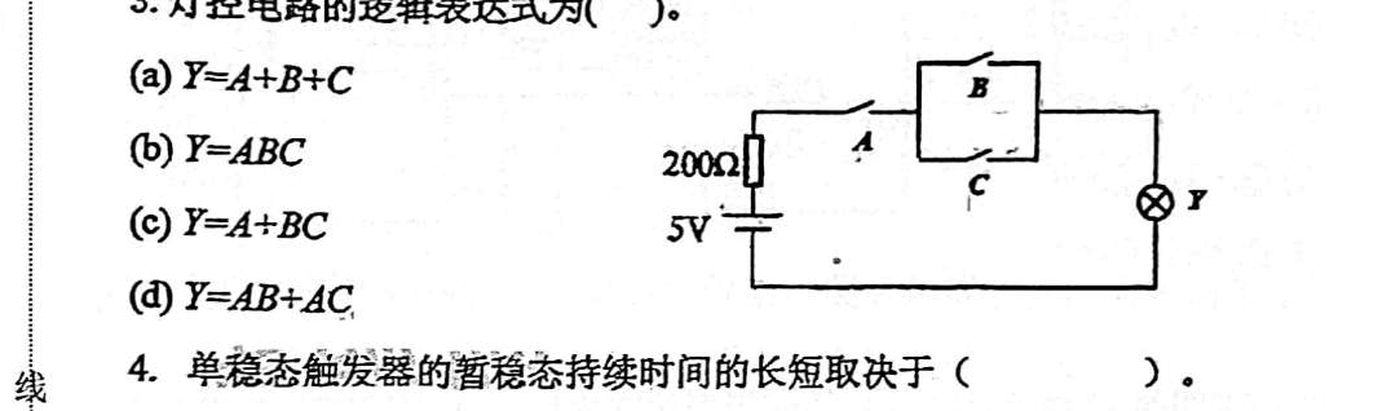 3. 灯控电路的逻辑表达式为(    )。
(a) Y=A+B+C
(b) Y=ABC
(c) Y=A+BC
(d) Y=AB+AC
B
A
200Ω
C
Y
5V
4. 单稳态触发器的暂稳态持续时间的长短取决于（        ）。
线